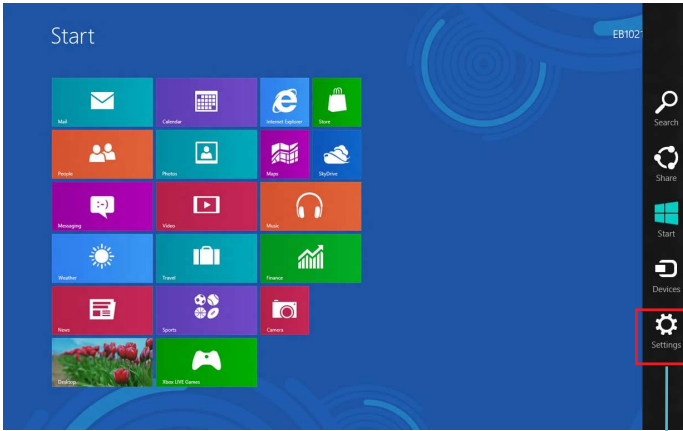 Start
EB1021
Search
Share
Start
Devices
Settings
Mail
Calendar
Internet Explorer
Store
People
Photos
Maps
SkyDrive
Messaging
:-)
Video
Music
Weather
Travel
Finance
News
Sports
Camera
Desktop
Xbox LIVE Games